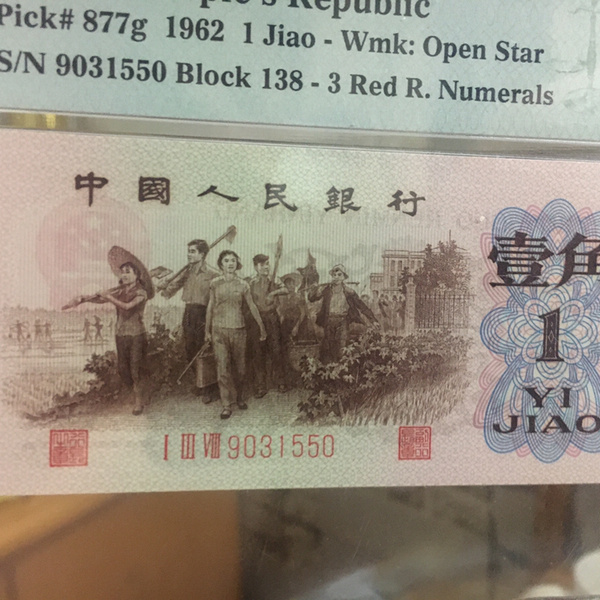 Republic
Pick# 877g 1962 1 Jiao - Wmk: Open Star
S/N 9031550 Block 138 - 3 Red R. Numerals
中國人民銀行
壹角
1
YI
JIAO
I III VIII 9031550